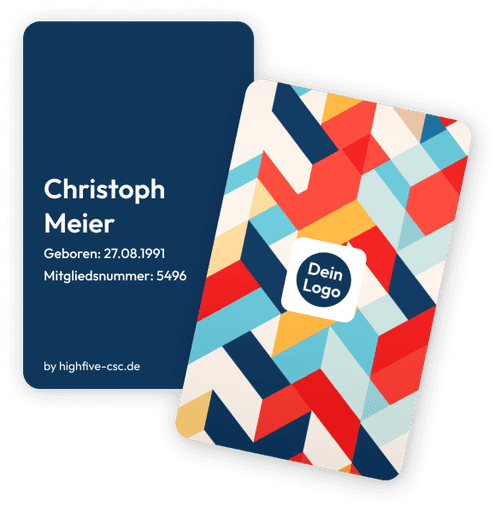 Christoph
Meier
Geboren: 27.08.1991
Mitgliedsnummer: 5496
by highfive-csc.de
Dein
Logo